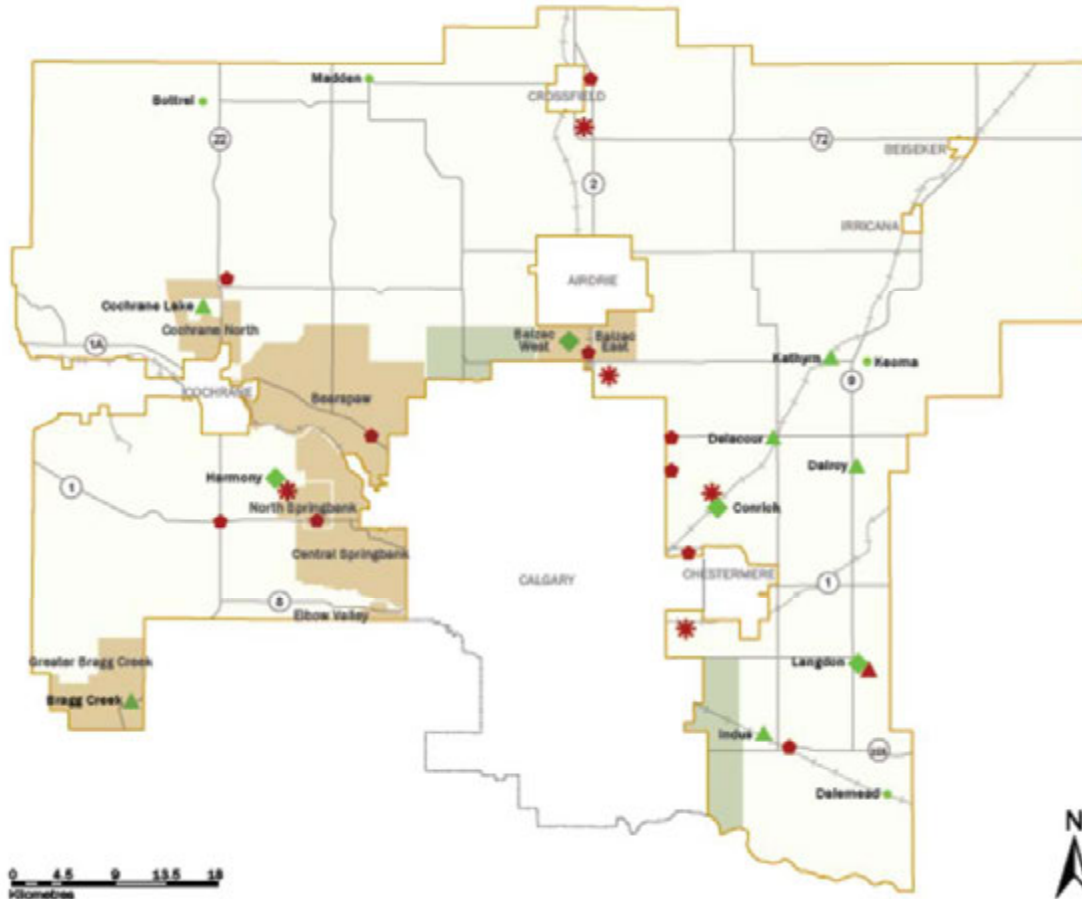 Madden
Bottrel
CROSSFIELD
22
72
BEISEKER
2
IRRICANA
AIRDRIE
Cochrane Lake
Cochrane North
1A
Balzac
West
Balzac
East
Kathyrn
Keoma
COCHRANE
Bearspaw
9
Delacour
Dalroy
Harmony
1
North Springbank
Conrich
Central Springbank
CALGARY
CHESTERMERE
1
8
Elbow Valley
Greater Bragg Creek
Langdon
Bragg Creek
Indus
Dalemead
N
0 4.5 9 13.5 18
Kilometres